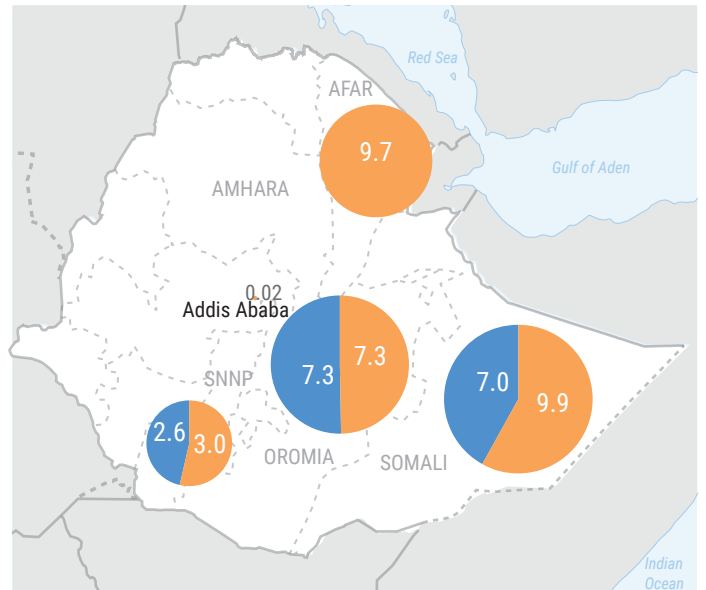 Red Sea
AFAR
9.7
Gulf of Aden
AMHARA
0.02
Addis Ababa
7.3
7.3
7.0
9.9
SNNP
2.6
3.0
OROMIA
SOMALI
Indian
Ocean